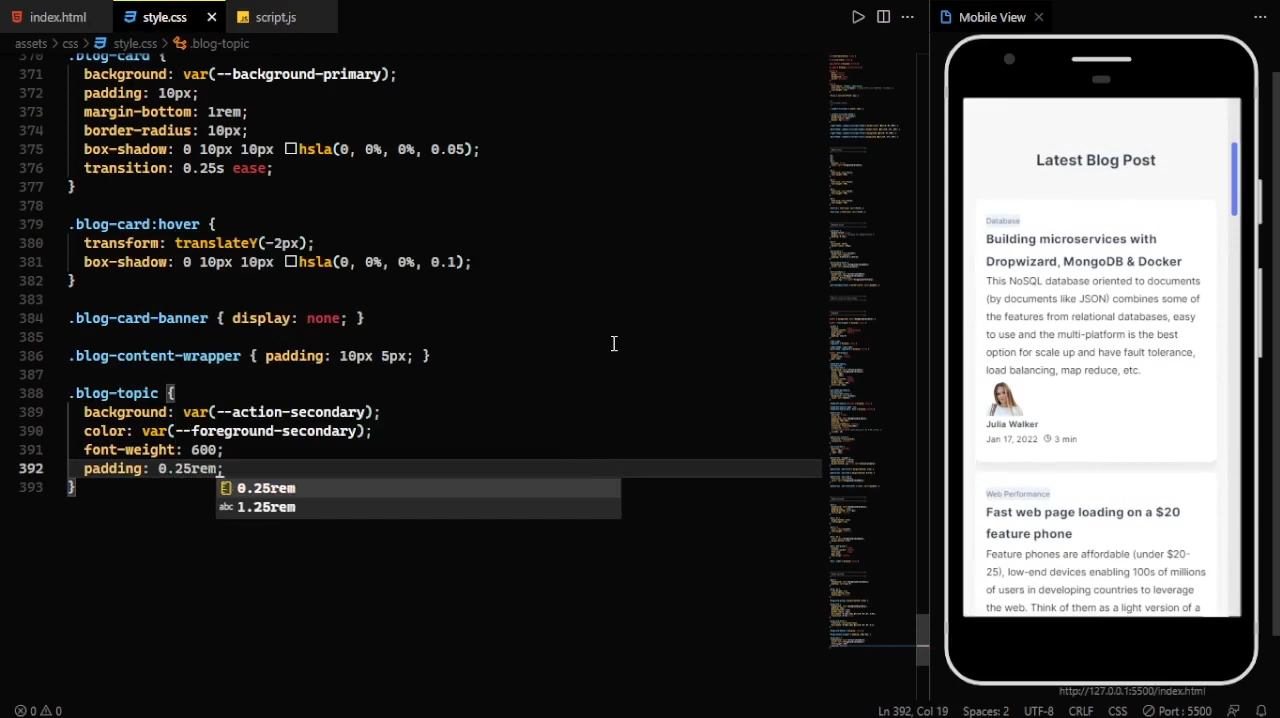 index.html
style.css
script.js
Mobile View
assets > css > style.css > .blog-topic
370 .blog-card {
371 background: var(--background-primary);
372 padding: 10px;
373 margin-bottom: 1rem;
374 border-radius: 10px;
375 box-shadow: 0 10px 10px hsla(0, 0%, 0%, 0.05);
376 transition: 0.25s ease;
377 }
378
379 .blog-card:hover {
380 transform: translateY(-2px);
381 box-shadow: 0 10px 10px hsla(0, 0%, 0%, 0.1);
382 }
383
384 .blog-card-banner { display: none; }
385
386 .blog-content-wrapper { padding: 10px 5px; }
387
388 .blog-topic {
389 background: var(--action-secondary);
390 color: var(--foreground-secondary);
391 font-weight: 600;
392 padding: 0.25rem;
393 }
0.25rem
abc 1.25rem
Latest Blog Post
Database
Building microservices with
Dropwizard, MongoDB & Docker
This NoSQL database oriented to documents
(by documents like JSON) combines some of
the features from relational databases, easy
to use and the multi-platform is the best
option for scale up and have fault tolerance,
load balancing, map reduce, etc.
Julia Walker
Jan 17, 2022 3 min
Web Performance
Fast web page loading on a $20
feature phone
Feature phones are affordable (under $20-
25), low-end devices enabling 100s of millions
of users in developing countries to leverage
the web. Think of them as a light version of a
http://127.0.0.1:5500/index.html
0 0
Ln 392, Col 19 Spaces: 2 UTF-8 CRLF CSS Port : 5500